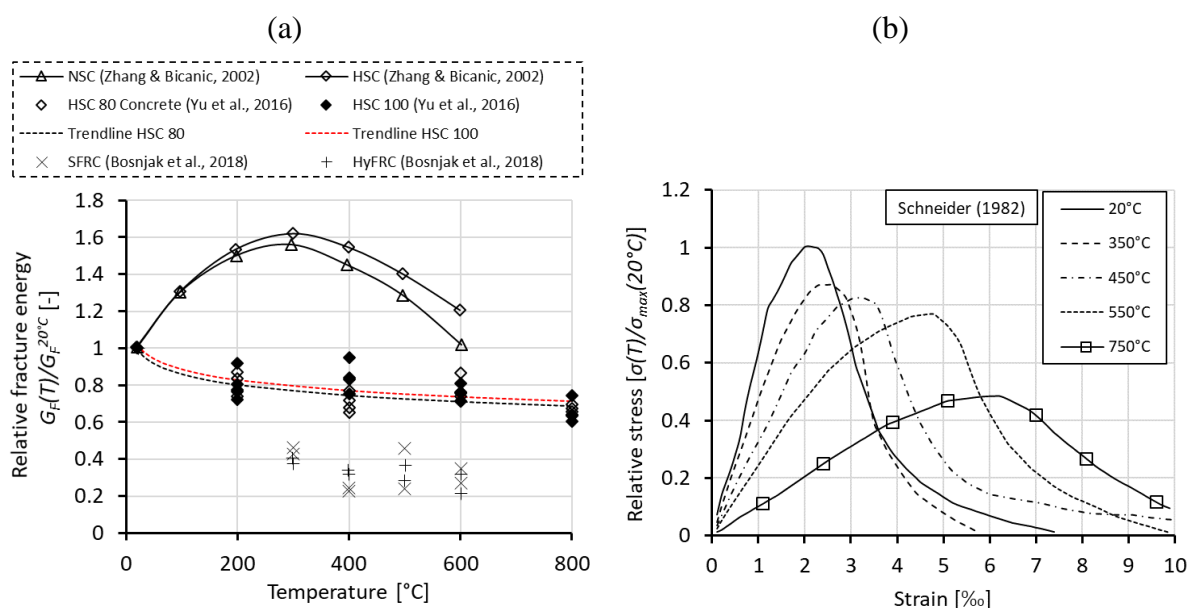 (a)
NSC (Zhang & Bicanic, 2002)
HSC (Zhang & Bicanic, 2002)
HSC 80 Concrete (Yu et al., 2016)
HSC 100 (Yu et al., 2016)
Trendline HSC 80
Trendline HSC 100
SFRC (Bosnjak et al., 2018)
HyFRC (Bosnjak et al., 2018)
Relative fracture energy
G_F(T)/G_F^20°C [-]
1.8
1.6
1.4
1.2
1
0.8
0.6
0.4
0.2
0
0 200 400 600 800
Temperature [°C]
(b)
Relative stress [σ(T)/σ_max(20°C)]
1.2
1
0.8
0.6
0.4
0.2
0
Schneider (1982)
20°C
350°C
450°C
550°C
750°C
0 1 2 3 4 5 6 7 8 9 10
Strain [‰]